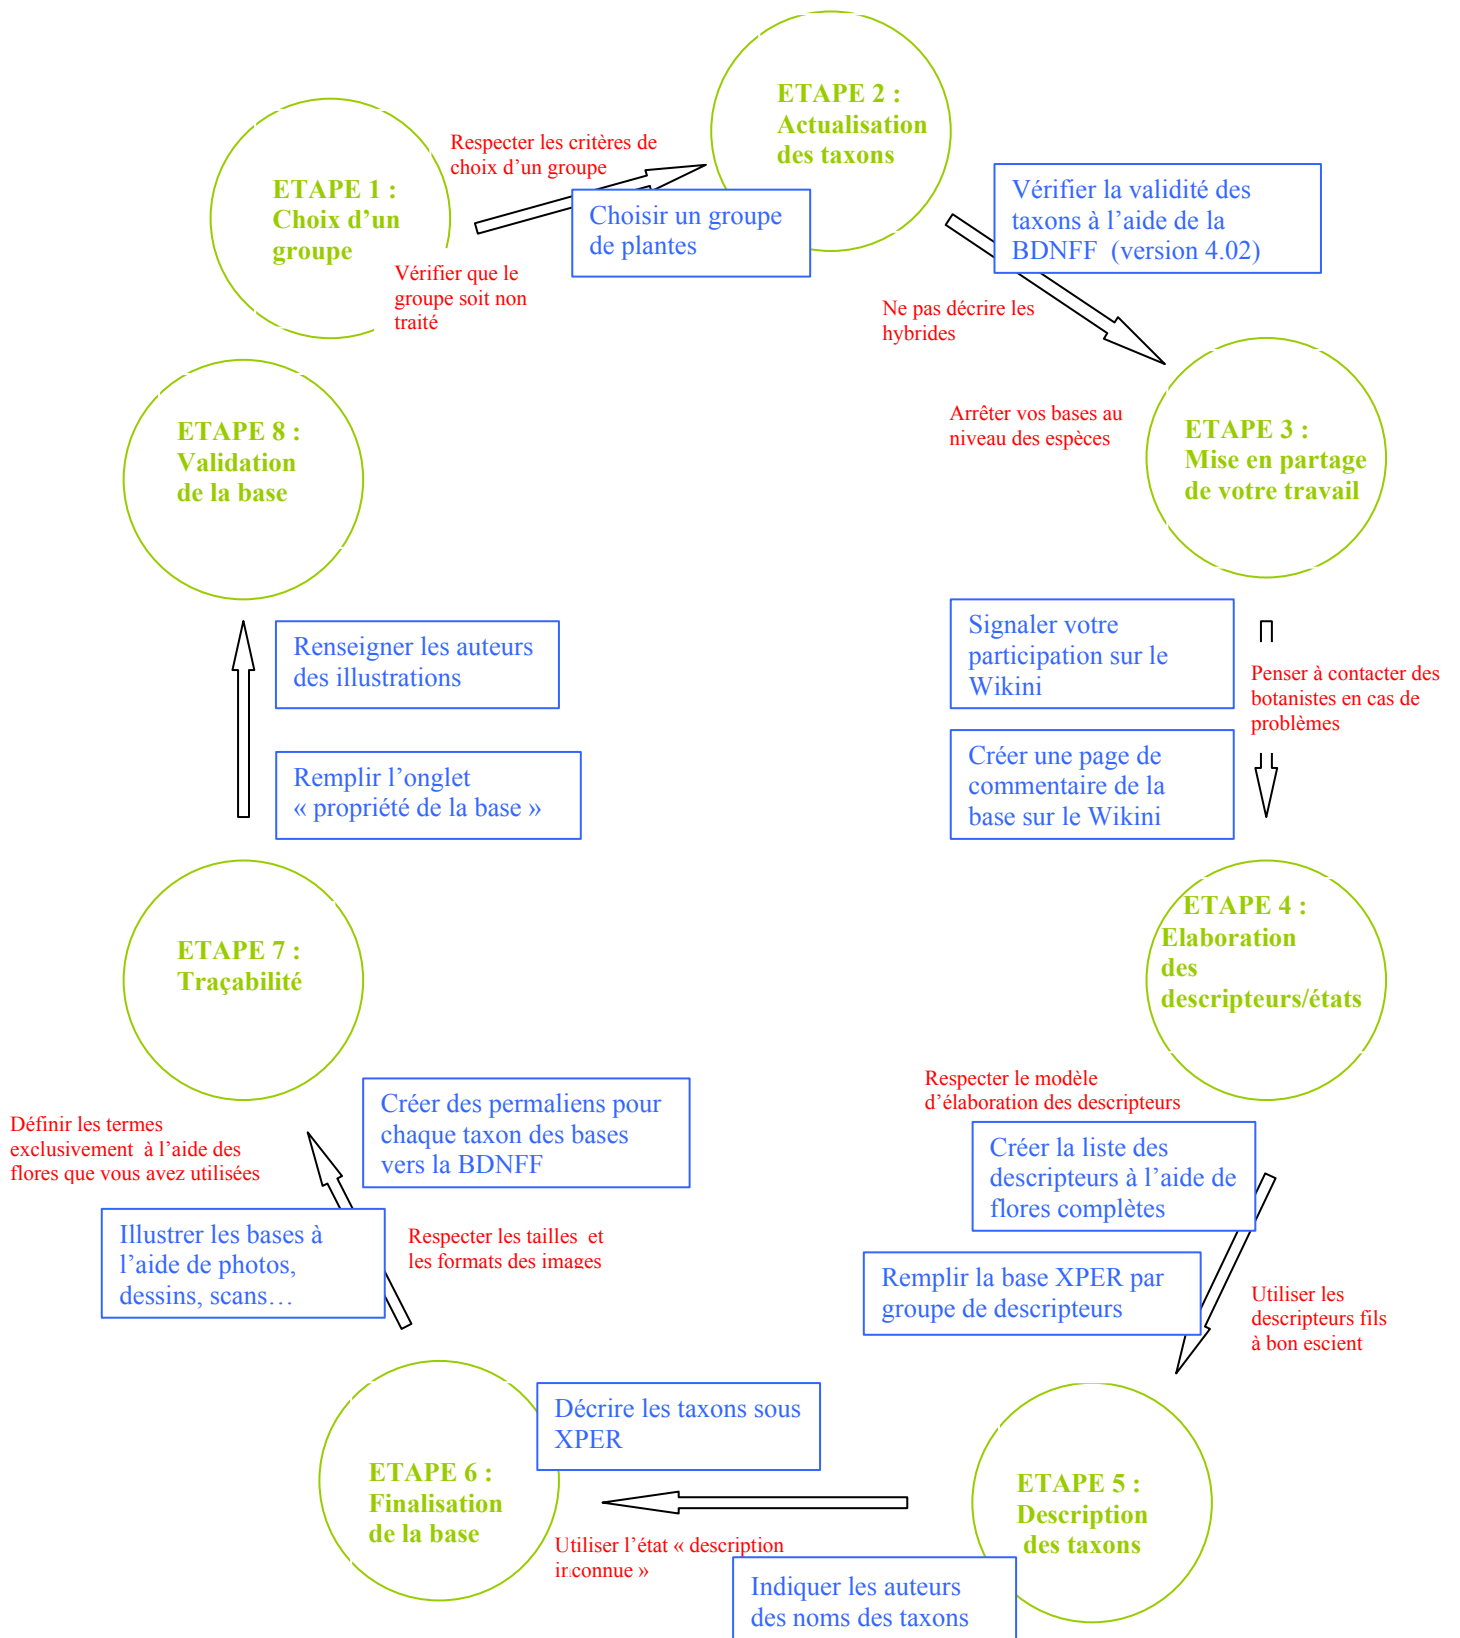 ETAPE 1 :
Choix d’un
groupe
Respecter les critères de
choix d’un groupe
Choisir un groupe
de plantes
Vérifier que le
groupe soit non
traité
ETAPE 2 :
Actualisation
des taxons
Vérifier la validité des
taxons à l’aide de la
BDNFF (version 4.02)
Ne pas décrire les
hybrides
Arrêter vos bases au
niveau des espèces
ETAPE 3 :
Mise en partage
de votre travail
Signaler votre
participation sur le
Wikini
Penser à contacter des
botanistes en cas de
problèmes
Créer une page de
commentaire de la
base sur le Wikini
ETAPE 4 :
Elaboration
des
descripteurs/états
Respecter le modèle
d’élaboration des descripteurs
Créer la liste des
descripteurs à l’aide de
flores complètes
Remplir la base XPER par
groupe de descripteurs
Utiliser les
descripteurs fils
à bon escient
ETAPE 5 :
Description
des taxons
Décrire les taxons sous
XPER
Utiliser l’état « description
inconnue »
Indiquer les auteurs
des noms des taxons
ETAPE 6 :
Finalisation
de la base
Créer des permaliens pour
chaque taxon des bases
vers la BDNFF
Définir les termes
exclusivement à l’aide des
flores que vous avez utilisées
Illustrer les bases à
l’aide de photos,
dessins, scans…
Respecter les tailles et
les formats des images
ETAPE 7 :
Traçabilité
Renseigner les auteurs
des illustrations
Remplir l’onglet
« propriété de la base »
ETAPE 8 :
Validation
de la base